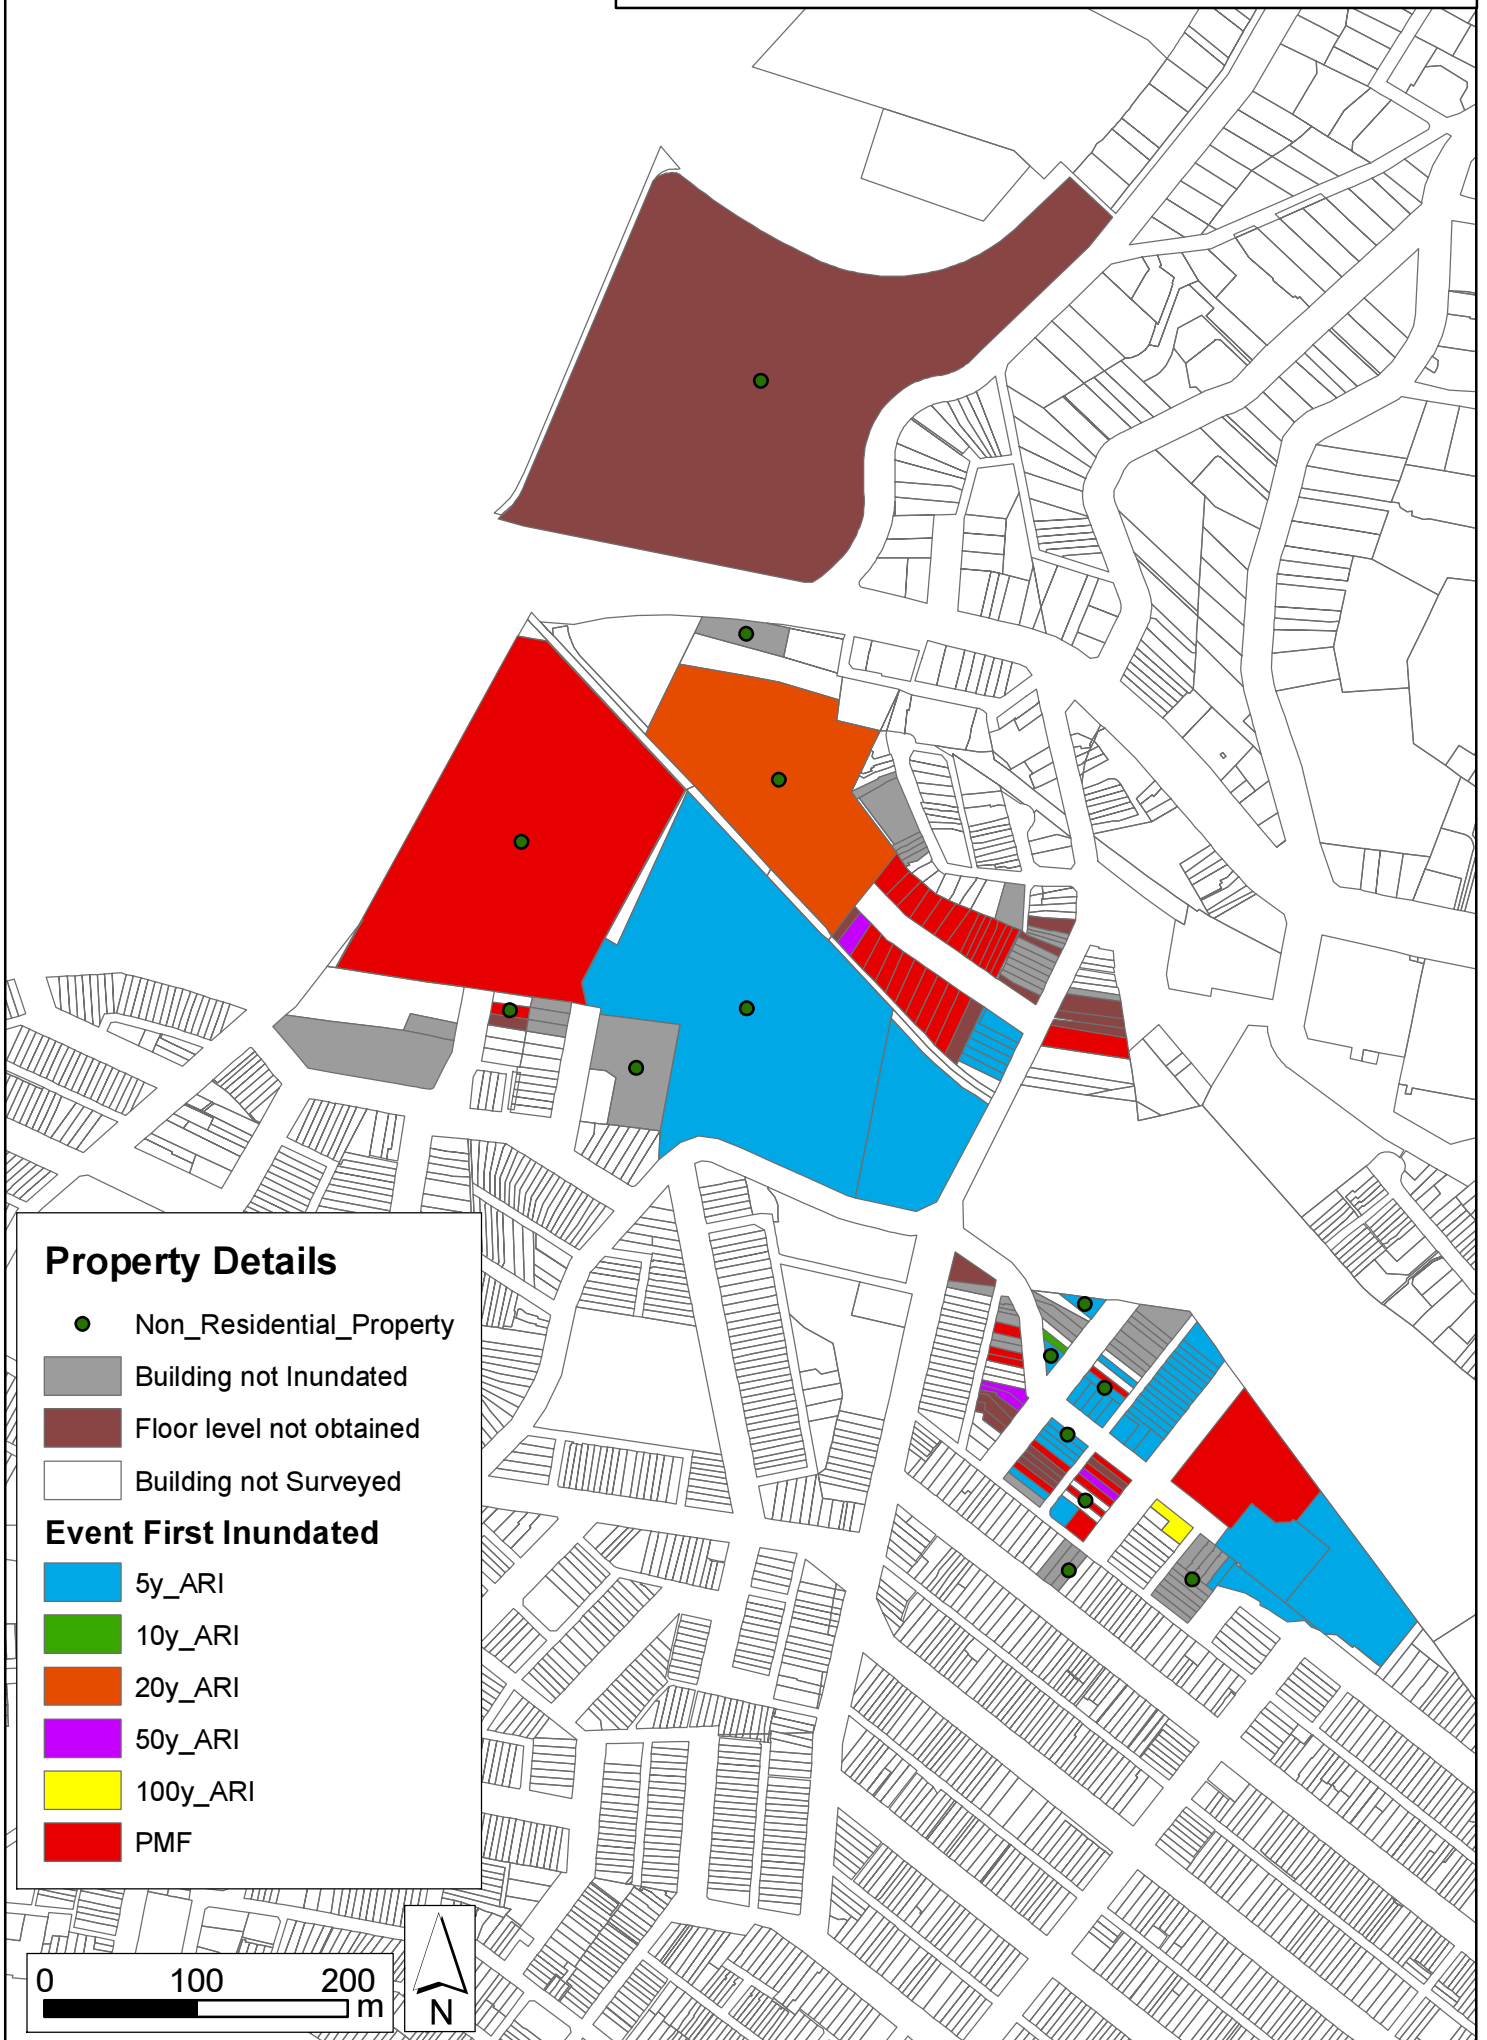 Property Details
Non_Residential_Property
Building not Inundated
Floor level not obtained
Building not Surveyed
Event First Inundated
5y_ARI
10y_ARI
20y_ARI
50y_ARI
100y_ARI
PMF
0 100 200
m
N